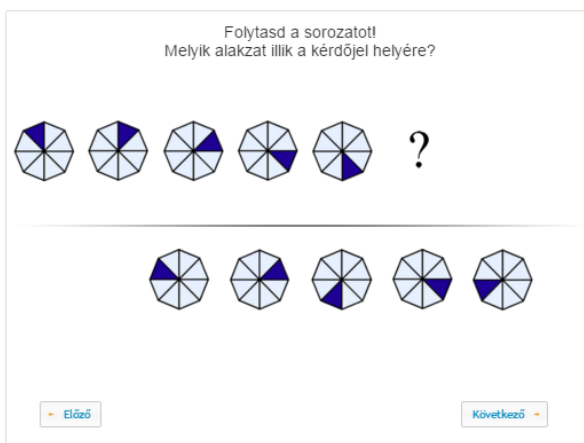 Folytasd a sorozatot!
Melyik alakzat illik a kérdőjel helyére?
?
Előző
Következő